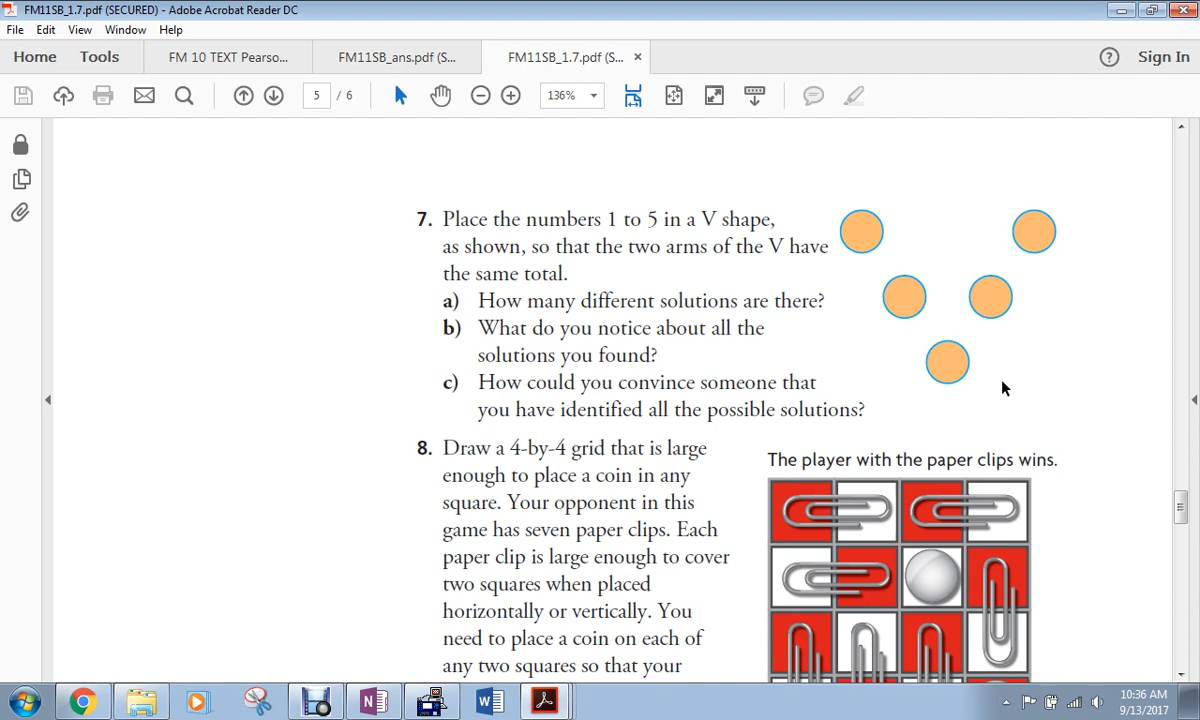 FM11SB_1.7.pdf (SECURED) - Adobe Acrobat Reader DC
File Edit View Window Help
Home Tools FM 10 TEXT Pearso... FM11SB_ans.pdf (S... FM11SB_1.7.pdf (S... × ? Sign In
5 / 6 136%
7. Place the numbers 1 to 5 in a V shape,
as shown, so that the two arms of the V have
the same total.
a) How many different solutions are there?
b) What do you notice about all the
solutions you found?
c) How could you convince someone that
you have identified all the possible solutions?
8. Draw a 4-by-4 grid that is large
enough to place a coin in any
square. Your opponent in this
game has seven paper clips. Each
paper clip is large enough to cover
two squares when placed
horizontally or vertically. You
need to place a coin on each of
any two squares so that your
The player with the paper clips wins.
10:36 AM
9/13/2017